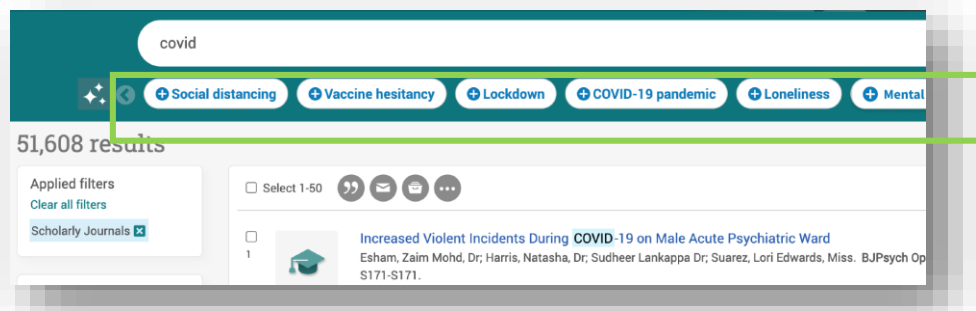 covid
Social distancing Vaccine hesitancy Lockdown COVID-19 pandemic Loneliness Mental
51,608 results
Applied filters
Clear all filters
Scholarly Journals
Select 1-50
1
Increased Violent Incidents During COVID-19 on Male Acute Psychiatric Ward
Esham, Zaim Mohd, Dr; Harris, Natasha, Dr; Sudheer Lankappa Dr; Suarez, Lori Edwards, Miss. BJPsych Op
S171-S171.